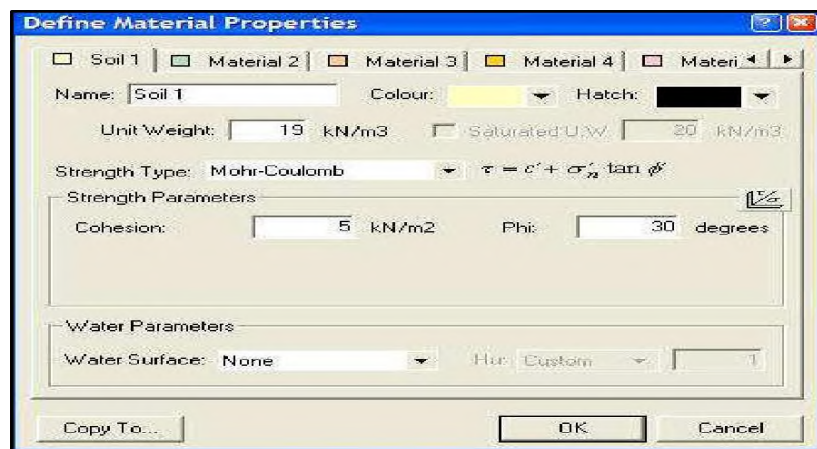 Define Material Properties
Soil 1 Material 2 Material 3 Material 4 Materi
Name: Soil 1 Colour: Hatch:
Unit Weight: 19 kN/m3 Saturated U.W. 20 kN/m3
Strength Type: Mohr-Coulomb τ = c′ + σ′n tan ϕ′
Strength Parameters
Cohesion: 5 kN/m2 Phi: 30 degrees
Water Parameters
Water Surface: None Hu: Custom 1
Copy To... OK Cancel